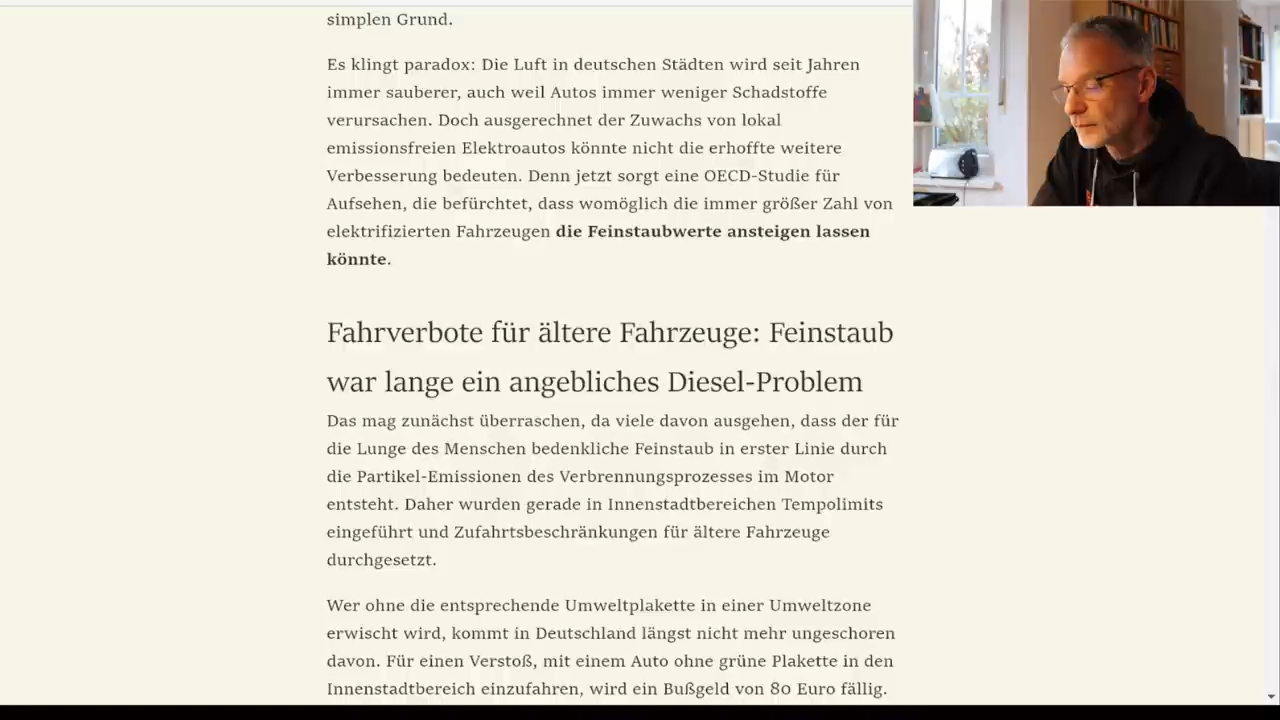 simplen Grund.
Es klingt paradox: Die Luft in deutschen Städten wird seit Jahren
immer sauberer, auch weil Autos immer weniger Schadstoffe
verursachen. Doch ausgerechnet der Zuwachs von lokal
emissionsfreien Elektroautos könnte nicht die erhoffte weitere
Verbesserung bedeuten. Denn jetzt sorgt eine OECD-Studie für
Aufsehen, die befürchtet, dass womöglich die immer größer Zahl von
elektrifizierten Fahrzeugen die Feinstaubwerte ansteigen lassen
könnte.
Fahrverbote für ältere Fahrzeuge: Feinstaub
war lange ein angebliches Diesel-Problem
Das mag zunächst überraschen, da viele davon ausgehen, dass der für
die Lunge des Menschen bedenkliche Feinstaub in erster Linie durch
die Partikel-Emissionen des Verbrennungsprozesses im Motor
entsteht. Daher wurden gerade in Innenstadtbereichen Tempolimits
eingeführt und Zufahrtsbeschränkungen für ältere Fahrzeuge
durchgesetzt.
Wer ohne die entsprechende Umweltplakette in einer Umweltzone
erwischt wird, kommt in Deutschland längst nicht mehr ungeschoren
davon. Für einen Verstoß, mit einem Auto ohne grüne Plakette in den
Innenstadtbereich einzufahren, wird ein Bußgeld von 80 Euro fällig.